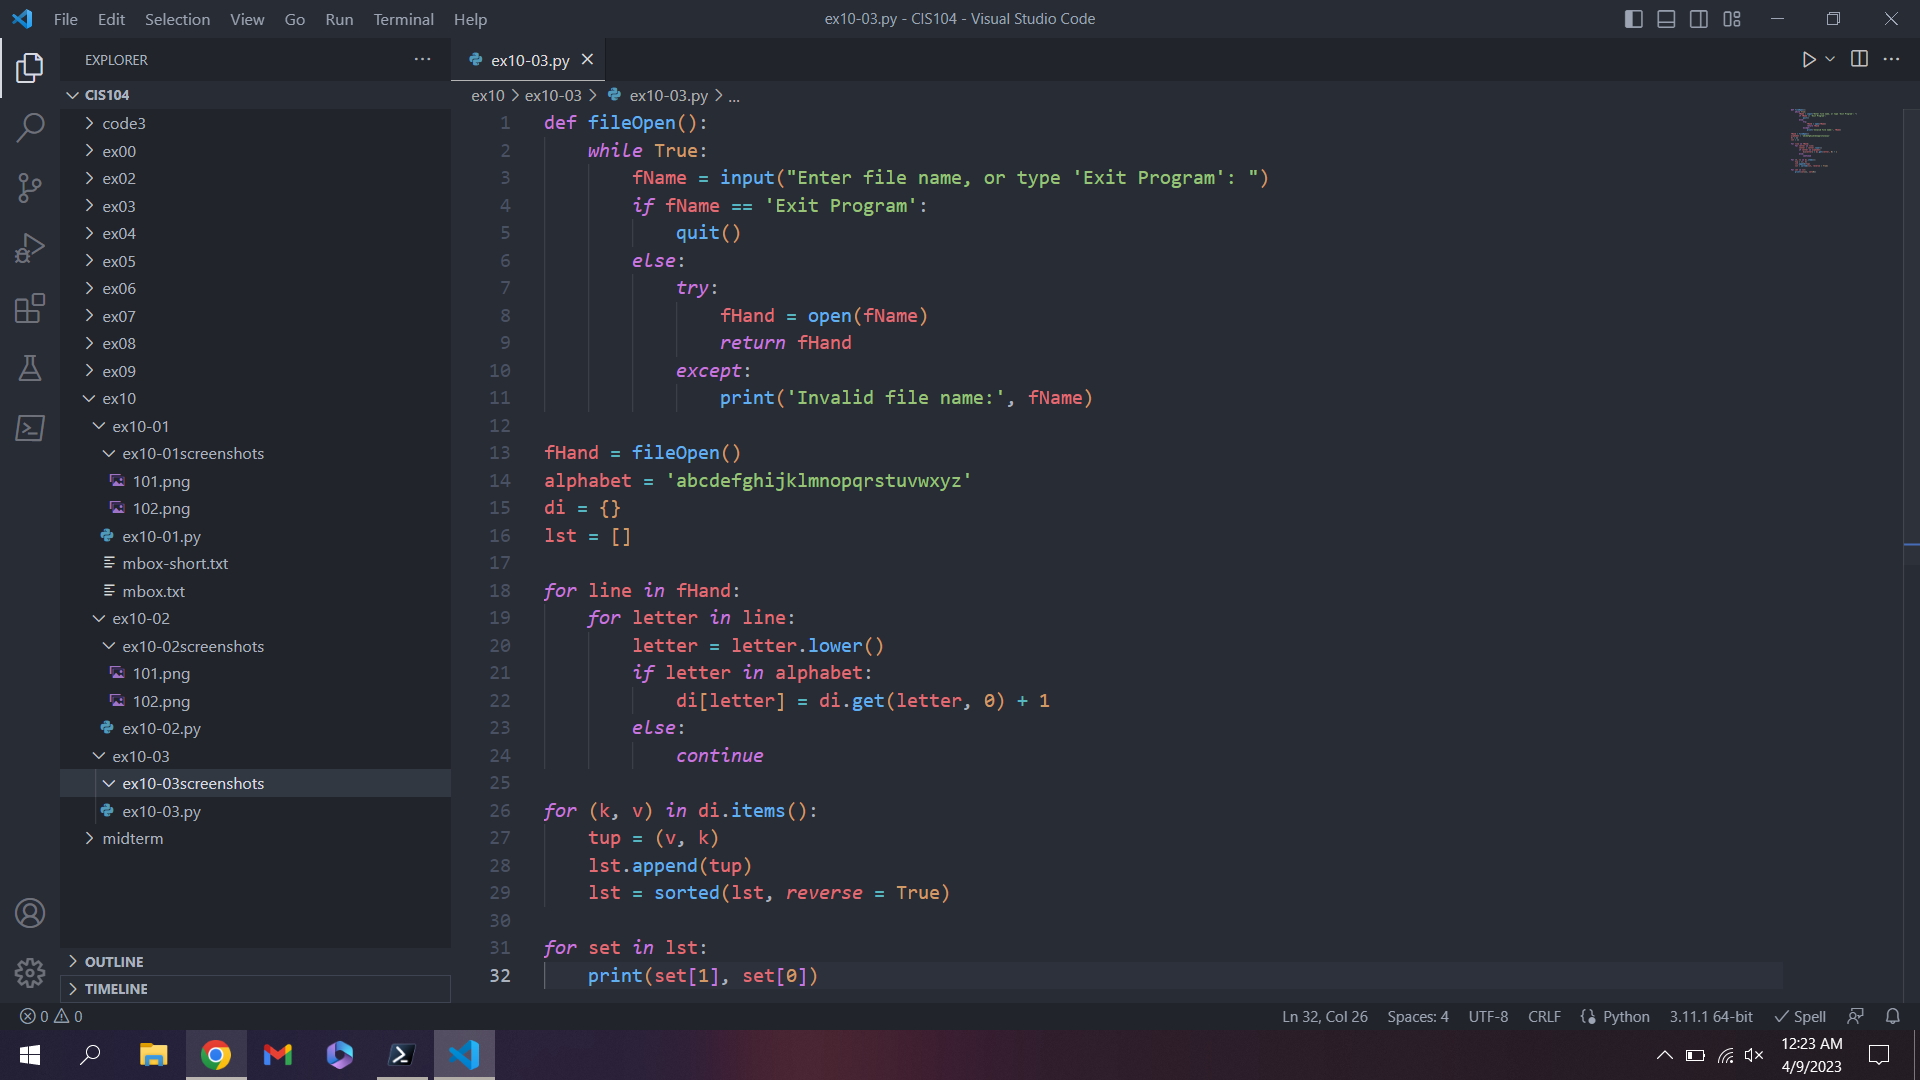 File Edit Selection View Go Run Terminal Help
ex10-03.py - CIS104 - Visual Studio Code
EXPLORER
CIS104
code3
ex00
ex02
ex03
ex04
ex05
ex06
ex07
ex08
ex09
ex10
ex10-01
ex10-01screenshots
101.png
102.png
ex10-01.py
mbox-short.txt
mbox.txt
ex10-02
ex10-02screenshots
101.png
102.png
ex10-02.py
ex10-03
ex10-03screenshots
ex10-03.py
midterm
OUTLINE
TIMELINE
ex10-03.py
ex10 > ex10-03 > ex10-03.py > ...
1 def fileOpen():
2     while True:
3         fName = input("Enter file name, or type 'Exit Program': ")
4         if fName == 'Exit Program':
5             quit()
6         else:
7             try:
8                 fHand = open(fName)
9                 return fHand
10             except:
11                 print('Invalid file name:', fName)
12
13 fHand = fileOpen()
14 alphabet = 'abcdefghijklmnopqrstuvwxyz'
15 di = {}
16 lst = []
17
18 for line in fHand:
19     for letter in line:
20         letter = letter.lower()
21         if letter in alphabet:
22             di[letter] = di.get(letter, 0) + 1
23         else:
24             continue
25
26 for (k, v) in di.items():
27     tup = (v, k)
28     lst.append(tup)
29     lst = sorted(lst, reverse = True)
30
31 for set in lst:
32     print(set[1], set[0])
0 0
Ln 32, Col 26 Spaces: 4 UTF-8 CRLF Python 3.11.1 64-bit Spell
12:23 AM
4/9/2023